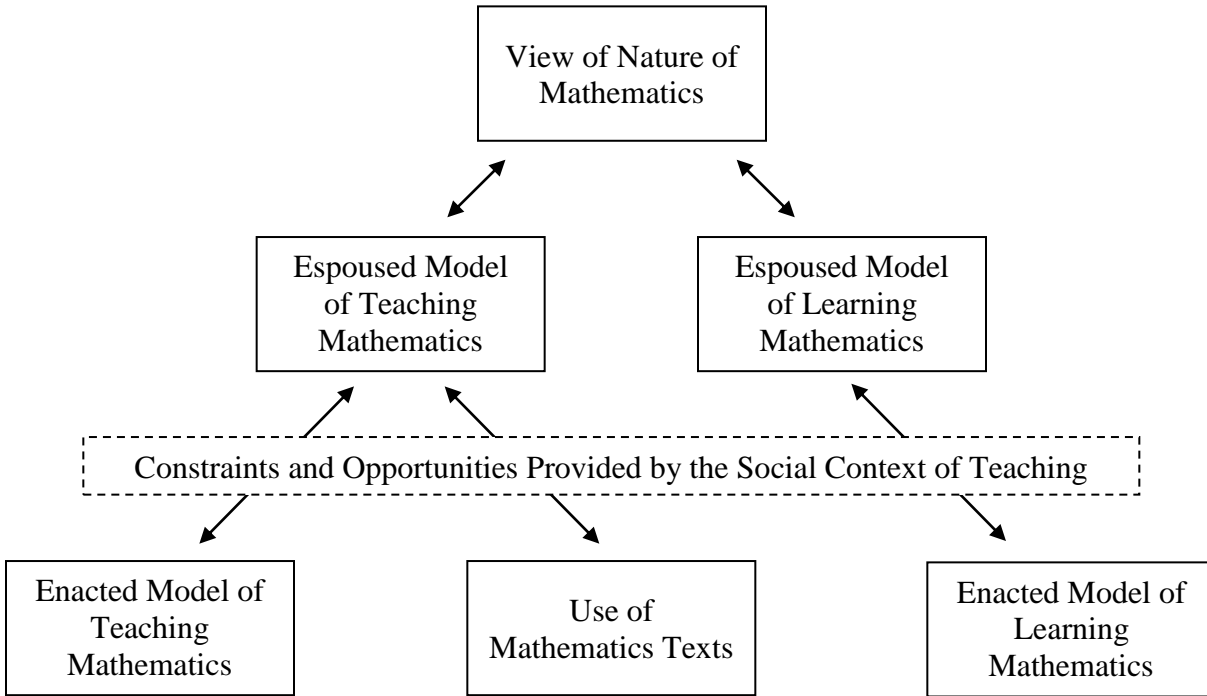 View of Nature of
Mathematics
Espoused Model
of Teaching
Mathematics
Espoused Model
of Learning
Mathematics
Constraints and Opportunities Provided by the Social Context of Teaching
Enacted Model of
Teaching
Mathematics
Use of
Mathematics Texts
Enacted Model of
Learning
Mathematics